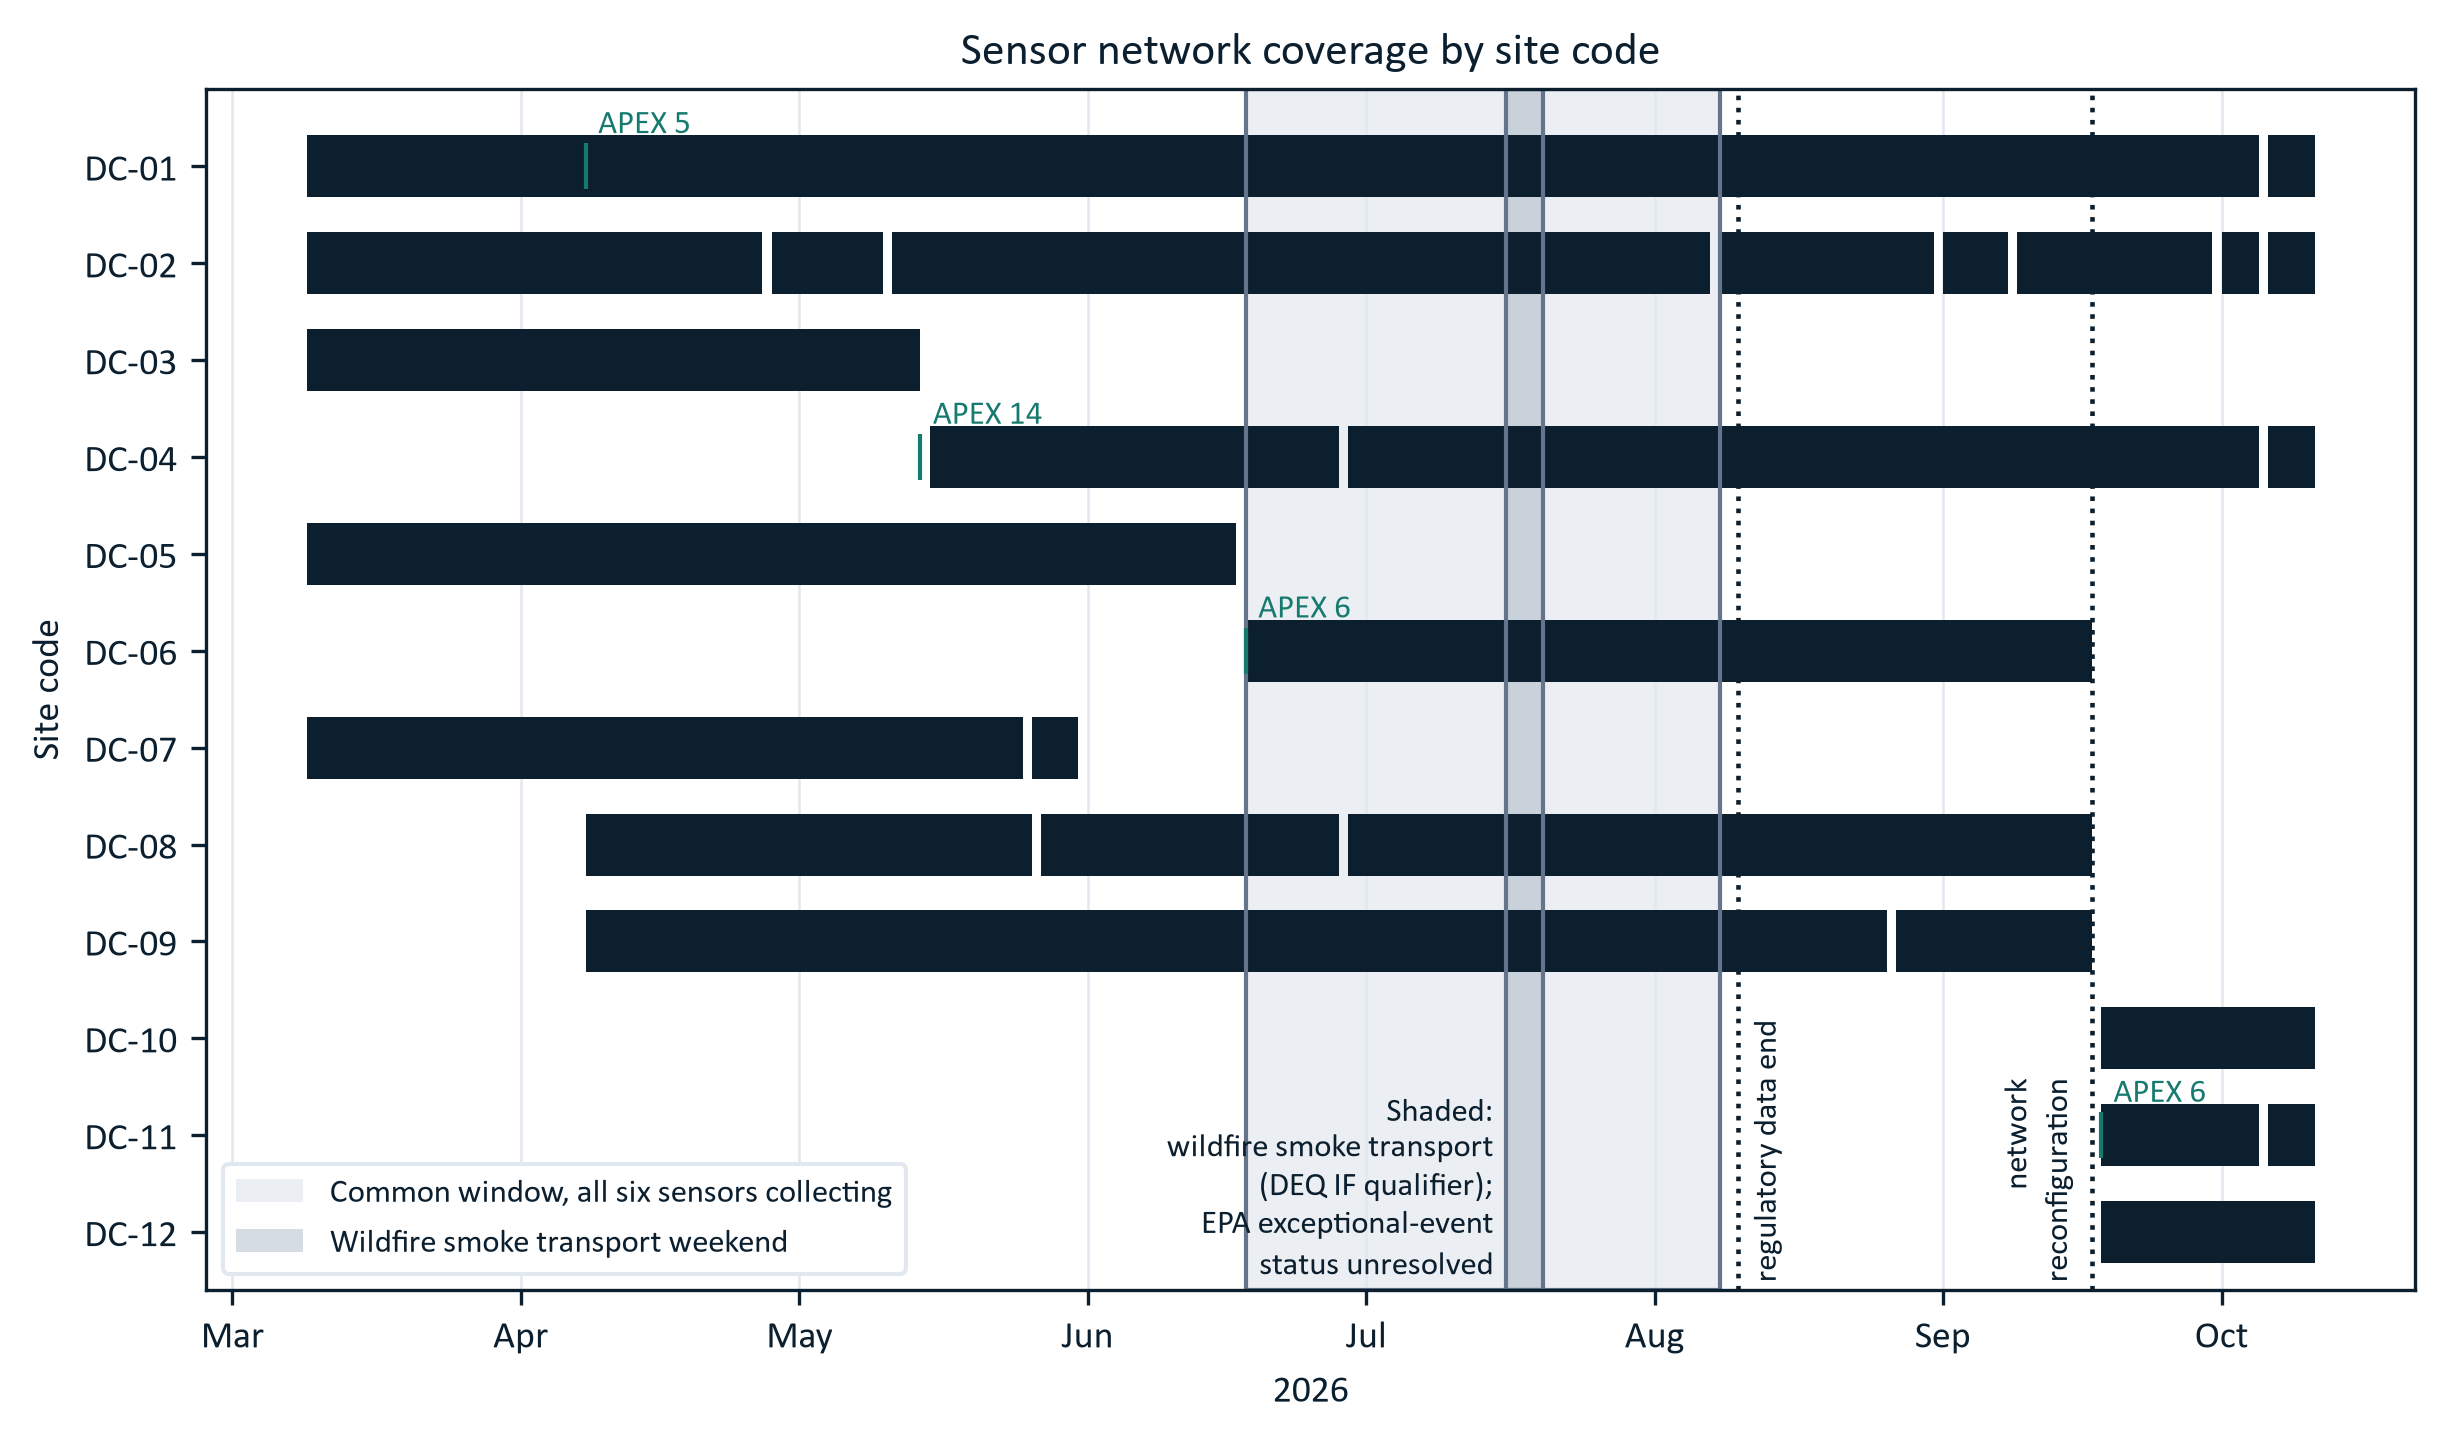 Sensor network coverage by site code
APEX 5
DC-01
DC-02
DC-03
APEX 14
DC-04
DC-05
APEX 6
DC-06
DC-07
DC-08
DC-09
DC-10
APEX 6
DC-11
DC-12
Site code
Shaded:
wildfire smoke transport
(DEQ IF qualifier);
EPA exceptional-event
status unresolved
regulatory data end
network
reconfiguration
Common window, all six sensors collecting
Wildfire smoke transport weekend
Mar
Apr
May
Jun
Jul
Aug
Sep
Oct
2026